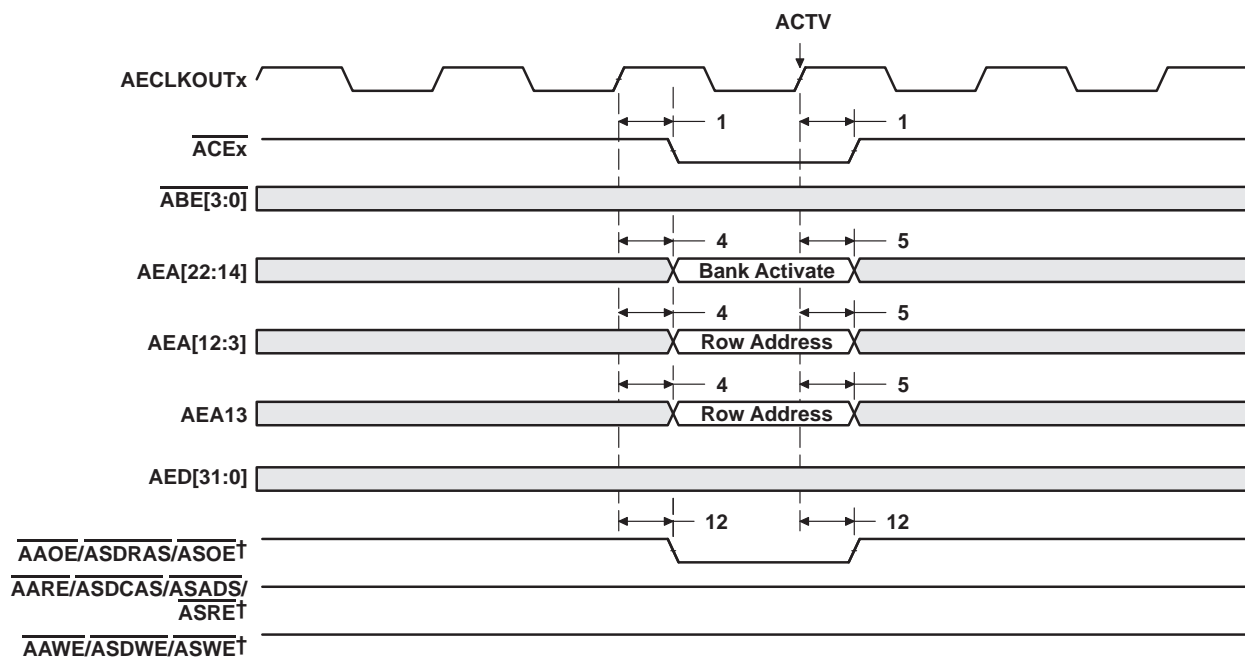 ACTV
AECLKOUTx
1 1
ACEx
ABE[3:0]
4 5
AEA[22:14] Bank Activate
4 5
AEA[12:3] Row Address
4 5
AEA13 Row Address
AED[31:0]
12 12
AAOE/ASDRAS/ASOE†
AARE/ASDCAS/ASADS/
ASRE†
AAWE/ASDWE/ASWE†